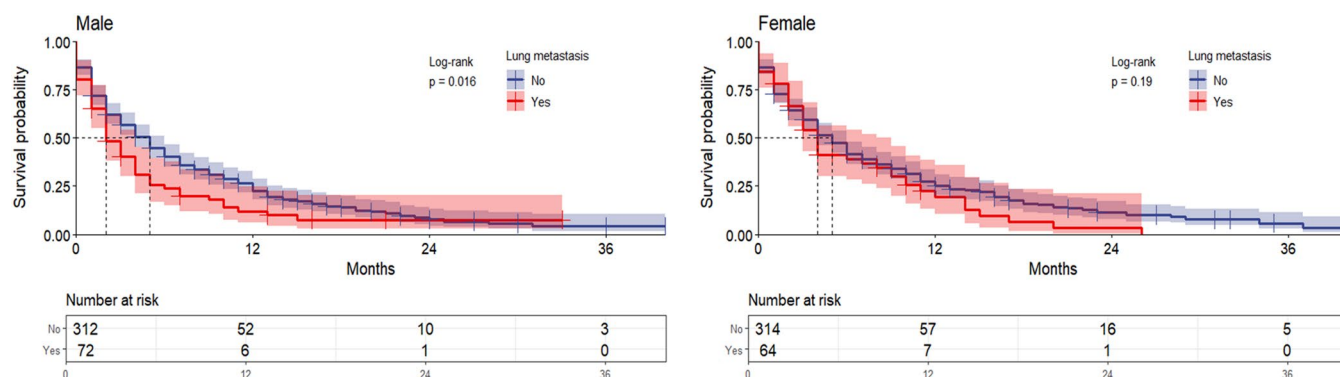 Male
1.00
0.75
0.50
0.25
0.00
Survival probability
Log-rank
p = 0.016
Lung metastasis
No
Yes
0 12 24 36
Months
Number at risk
No 312 52 10 3
Yes 72 6 1 0
0 12 24 36
Female
1.00
0.75
0.50
0.25
0.00
Survival probability
Log-rank
p = 0.19
Lung metastasis
No
Yes
0 12 24 36
Months
Number at risk
No 314 57 16 5
Yes 64 7 1 0
0 12 24 36